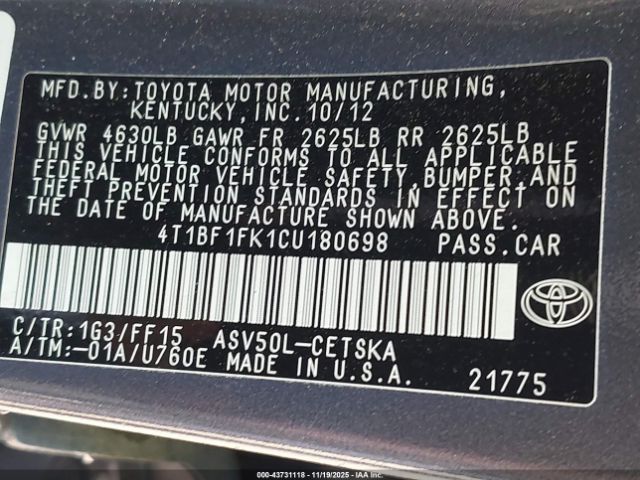 MFD.BY:TOYOTA MOTOR MANUFACTURING,
KENTUCKY,INC.10/12
GVWR 4630LB GAWR FR 2625LB RR 2625LB
THIS VEHICLE CONFORMS TO ALL APPLICABLE
FEDERAL MOTOR VEHICLE SAFETY,BUMPER,AND
THEFT PREVENTION STANDARDS IN EFFECT ON
THE DATE OF MANUFACTURE SHOWN ABOVE.
4T1BF1FK1CU180698 PASS.CAR
C/TR:1G3/FF15 ASV50L-CETSKA
A/TM:-01A/U760E MADE IN U.S.A. 21775
000-43731118 - 11/19/2025 - IAAI.COM